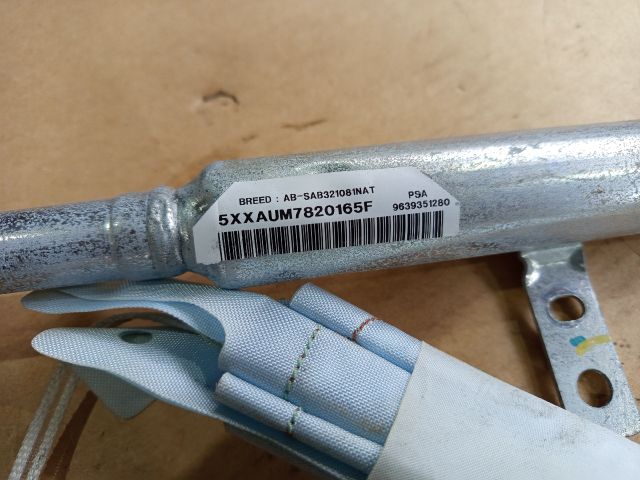 BREED : AB-SAB321081NAT
PSA
5XXAUM7820165F
9639351280